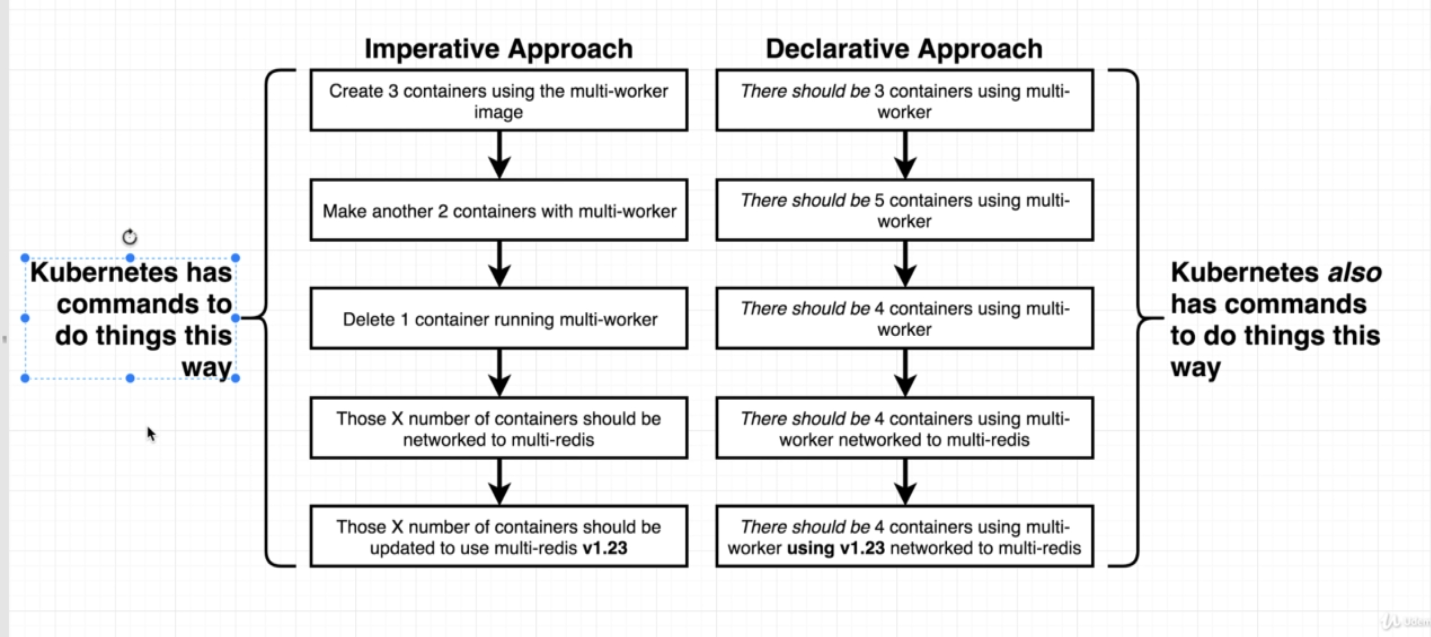 Imperative Approach
Declarative Approach
Create 3 containers using the multi-worker
image
There should be 3 containers using multi-
worker
Make another 2 containers with multi-worker
There should be 5 containers using multi-
worker
Kubernetes has
commands to
do things this
way
Delete 1 container running multi-worker
There should be 4 containers using multi-
worker
Kubernetes also
has commands
to do things this
way
Those X number of containers should be
networked to multi-redis
There should be 4 containers using multi-
worker networked to multi-redis
Those X number of containers should be
updated to use multi-redis v1.23
There should be 4 containers using multi-
worker using v1.23 networked to multi-redis